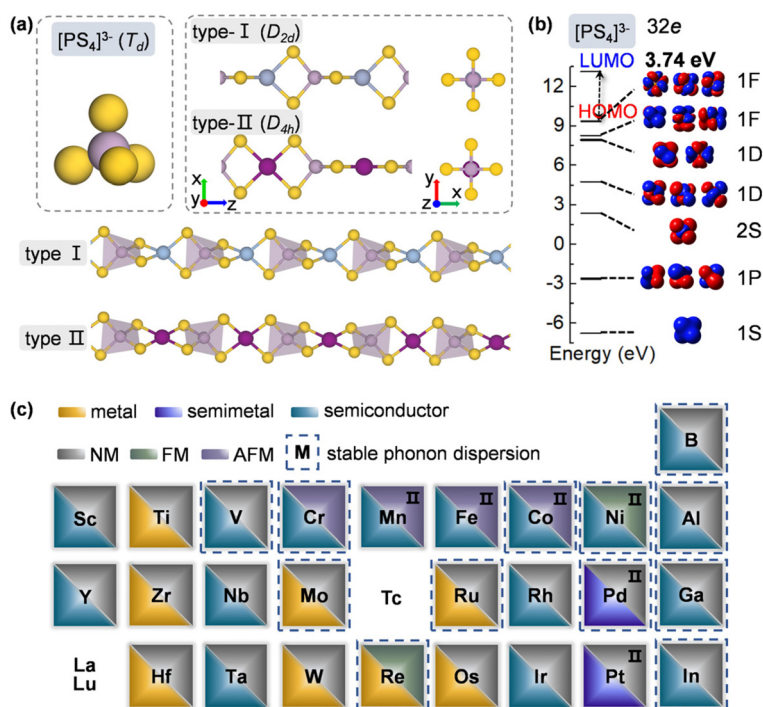 (a)
[PS4]3- (Td)
type-Ⅰ (D2d)
type-Ⅱ (D4h)
x
y
z
y
z
x
type Ⅰ
type Ⅱ
(b)
[PS4]3- 32e
LUMO 3.74 eV
HOMO
12
9
6
3
0
-3
-6
Energy (eV)
1F
1F
1D
1D
2S
1P
1S
(c)
metal semimetal semiconductor
NM FM AFM M stable phonon dispersion
B
Sc Ti V Cr Mn Ⅱ Fe Ⅱ Co Ⅱ Ni Ⅱ Al
Y Zr Nb Mo Tc Ru Rh Pd Ⅱ Ga
La
Lu
Hf Ta W Re Os Ir Pt Ⅱ In